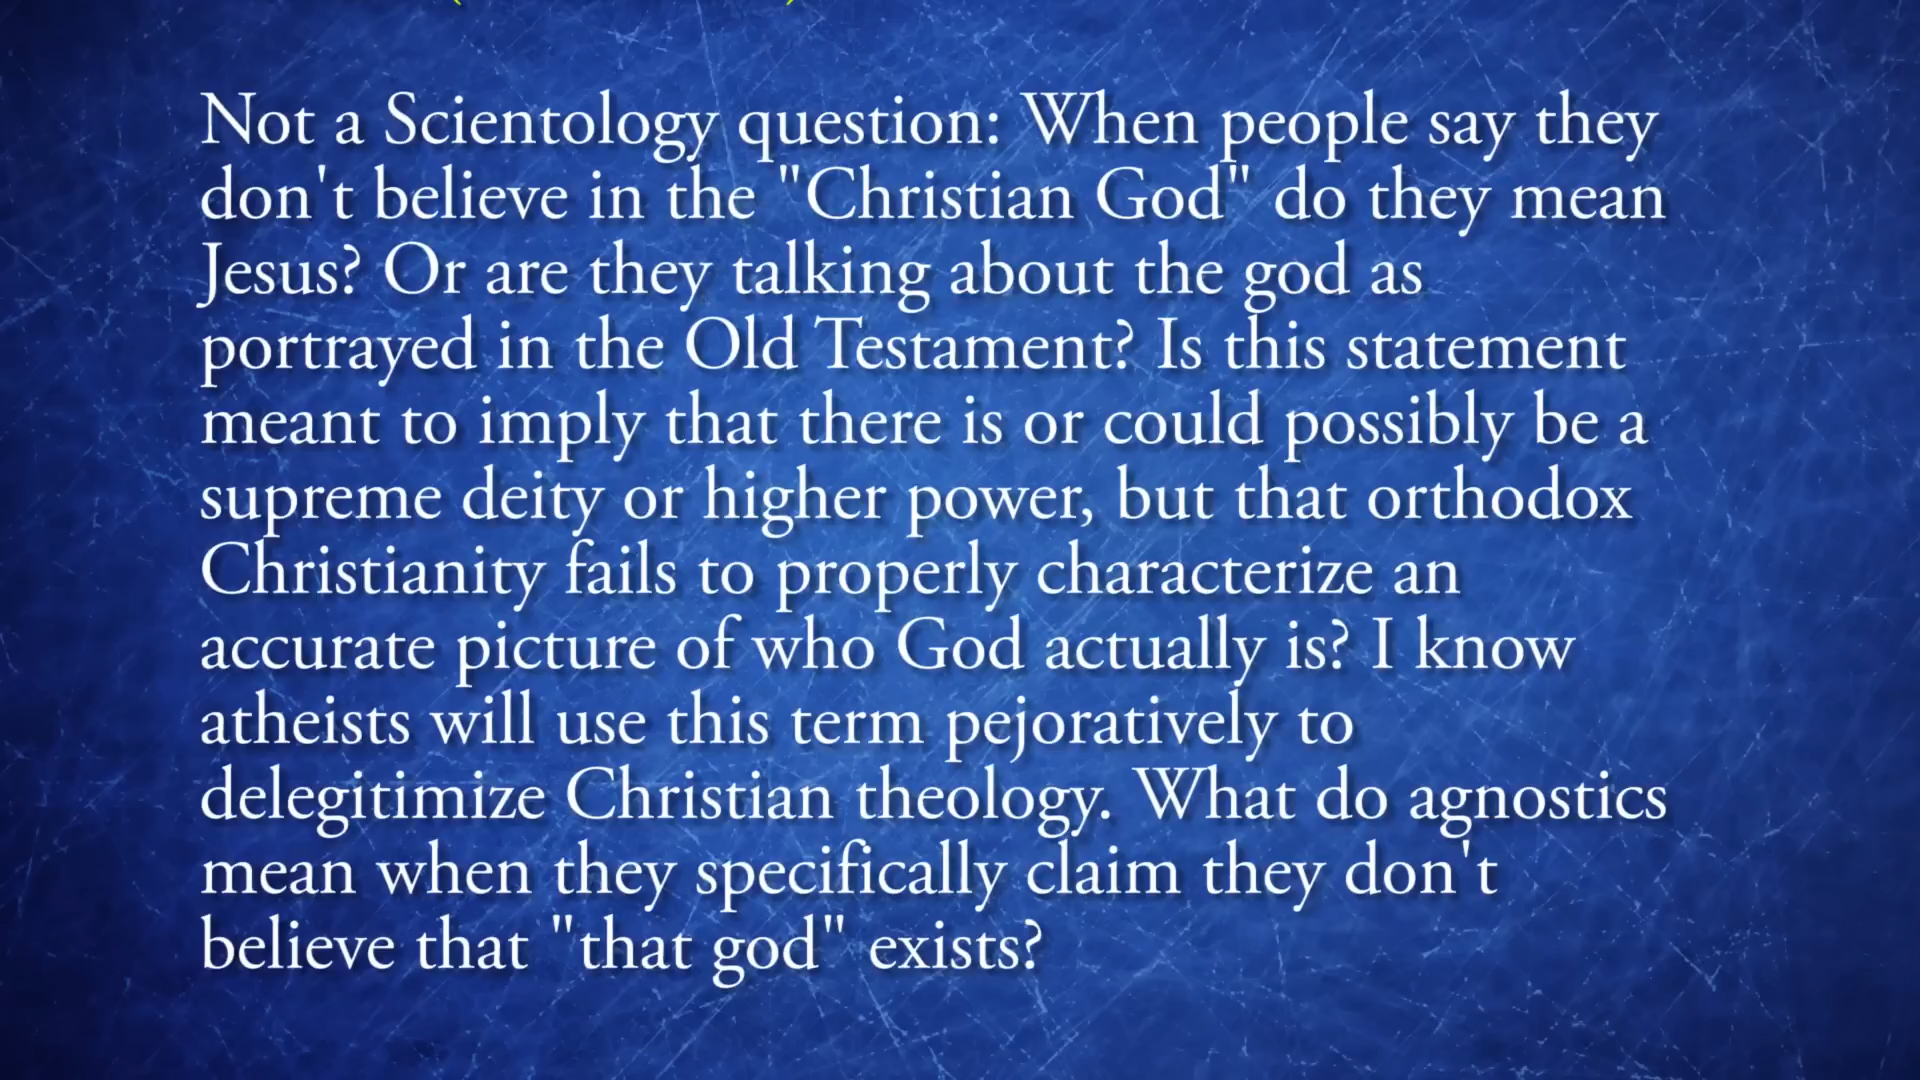 Not a Scientology question: When people say they
don't believe in the "Christian God" do they mean
Jesus? Or are they talking about the god as
portrayed in the Old Testament? Is this statement
meant to imply that there is or could possibly be a
supreme deity or higher power, but that orthodox
Christianity fails to properly characterize an
accurate picture of who God actually is? I know
atheists will use this term pejoratively to
delegitimize Christian theology. What do agnostics
mean when they specifically claim they don't
believe that "that god" exists?